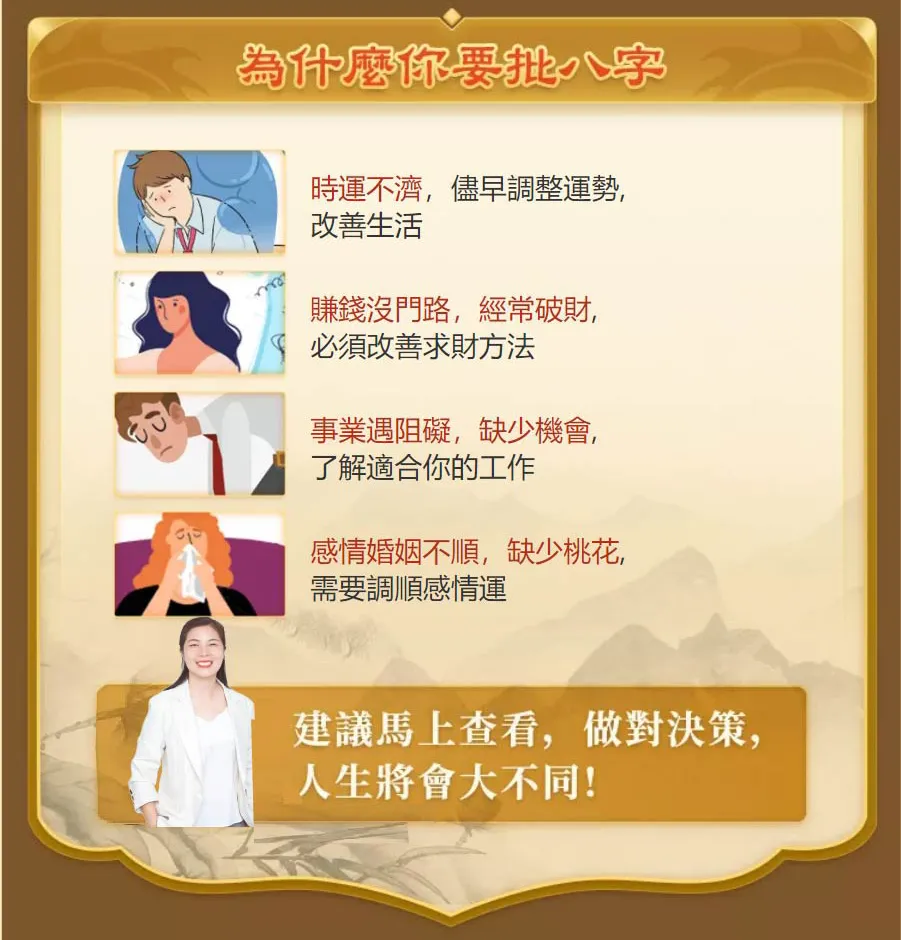 為什麼你要批八字
時運不濟，儘早調整運勢,
改善生活
賺錢沒門路，經常破財,
必須改善求財方法
事業遇阻礙，缺少機會,
了解適合你的工作
感情婚姻不順，缺少桃花,
需要調順感情運
建議馬上查看，做對決策，
人生將會大不同！